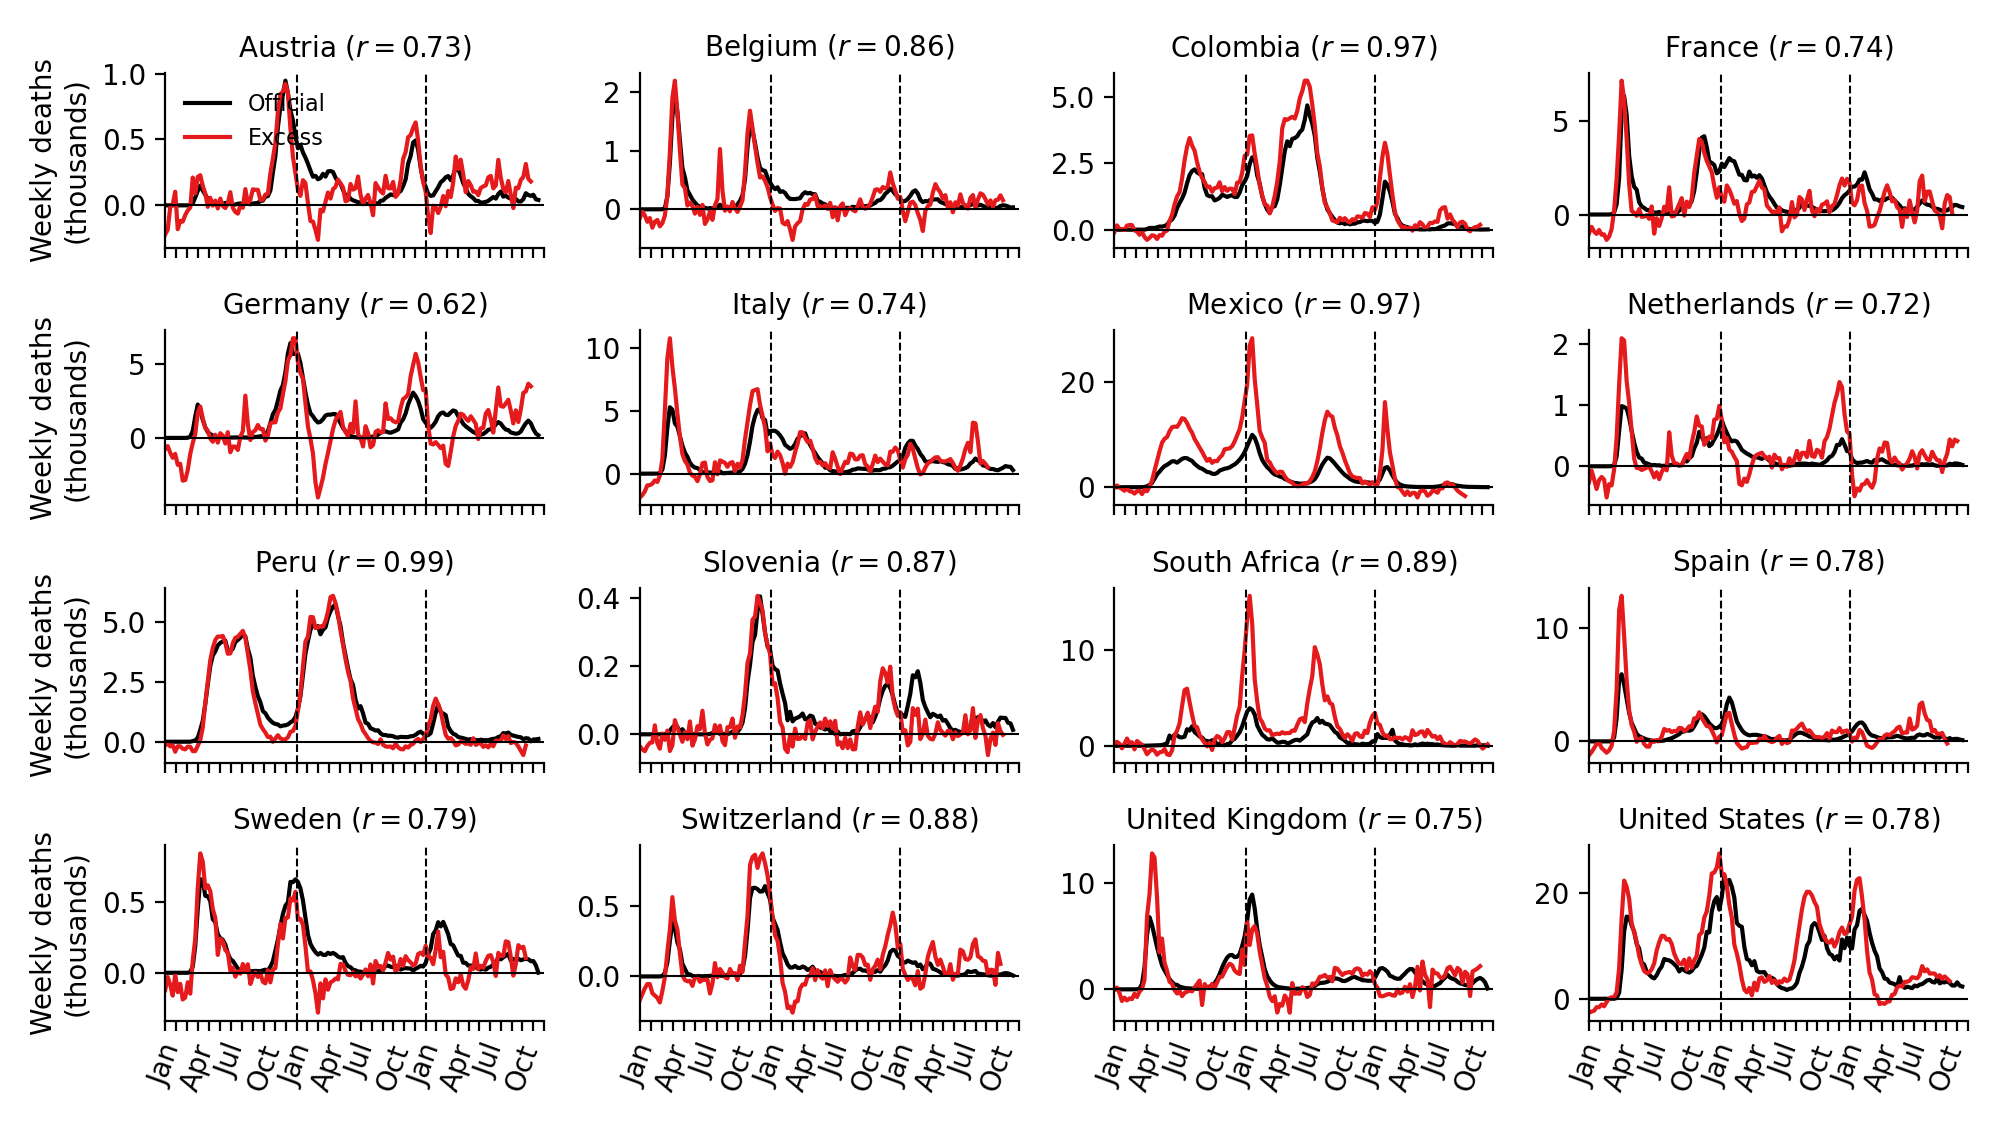 Austria (r = 0.73)
Belgium (r = 0.86)
Colombia (r = 0.97)
France (r = 0.74)
Weekly deaths
(thousands)
1.0
0.5
0.0
Official
Excess
2
1
0
5.0
2.5
0.0
5
0
Germany (r = 0.62)
Italy (r = 0.74)
Mexico (r = 0.97)
Netherlands (r = 0.72)
Weekly deaths
(thousands)
5
0
10
5
0
20
0
2
1
0
Peru (r = 0.99)
Slovenia (r = 0.87)
South Africa (r = 0.89)
Spain (r = 0.78)
Weekly deaths
(thousands)
5.0
2.5
0.0
0.4
0.2
0.0
10
0
10
0
Sweden (r = 0.79)
Switzerland (r = 0.88)
United Kingdom (r = 0.75)
United States (r = 0.78)
Weekly deaths
(thousands)
0.5
0.0
0.5
0.0
10
0
20
0
Jan Apr Jul Oct Jan Apr Jul Oct Jan Apr Jul Oct
Jan Apr Jul Oct Jan Apr Jul Oct Jan Apr Jul Oct
Jan Apr Jul Oct Jan Apr Jul Oct Jan Apr Jul Oct
Jan Apr Jul Oct Jan Apr Jul Oct Jan Apr Jul Oct